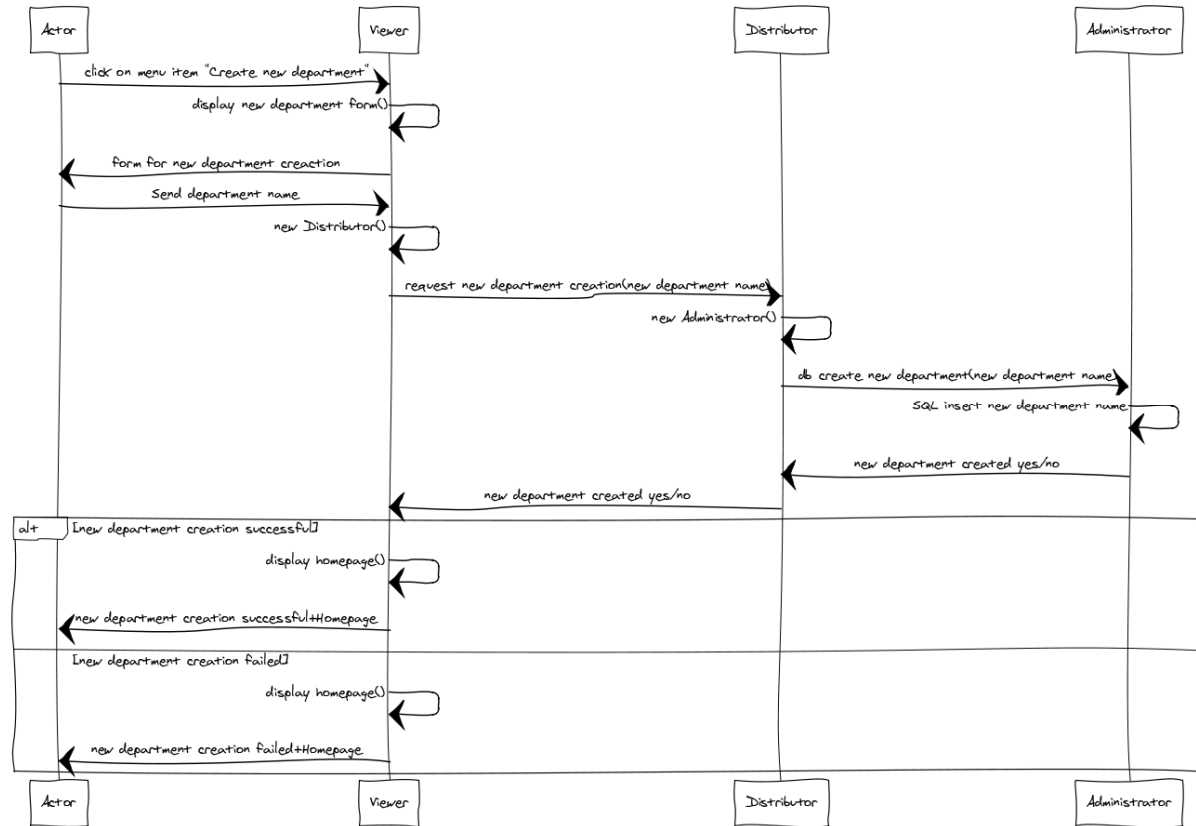 Actor
Viewer
Distributor
Administrator
click on menu item "Create new department"
display new department form()
form for new department creaction
Send department name
new Distributor()
request new department creation(new department name)
new Administrator()
db create new department(new department name)
SQL insert new department name
new department created yes/no
new department created yes/no
alt
[new department creation successful]
display homepage()
new department creation successful+Homepage
[new department creation failed]
display homepage()
new department creation failed+Homepage
Actor
Viewer
Distributor
Administrator